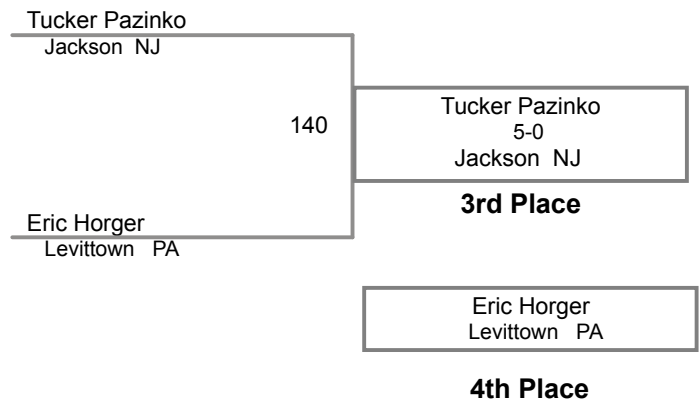 Tucker Pazinko
Jackson NJ
140
Tucker Pazinko
5-0
Jackson NJ
3rd Place
Eric Horger
Levittown PA
Eric Horger
Levittown PA
4th Place